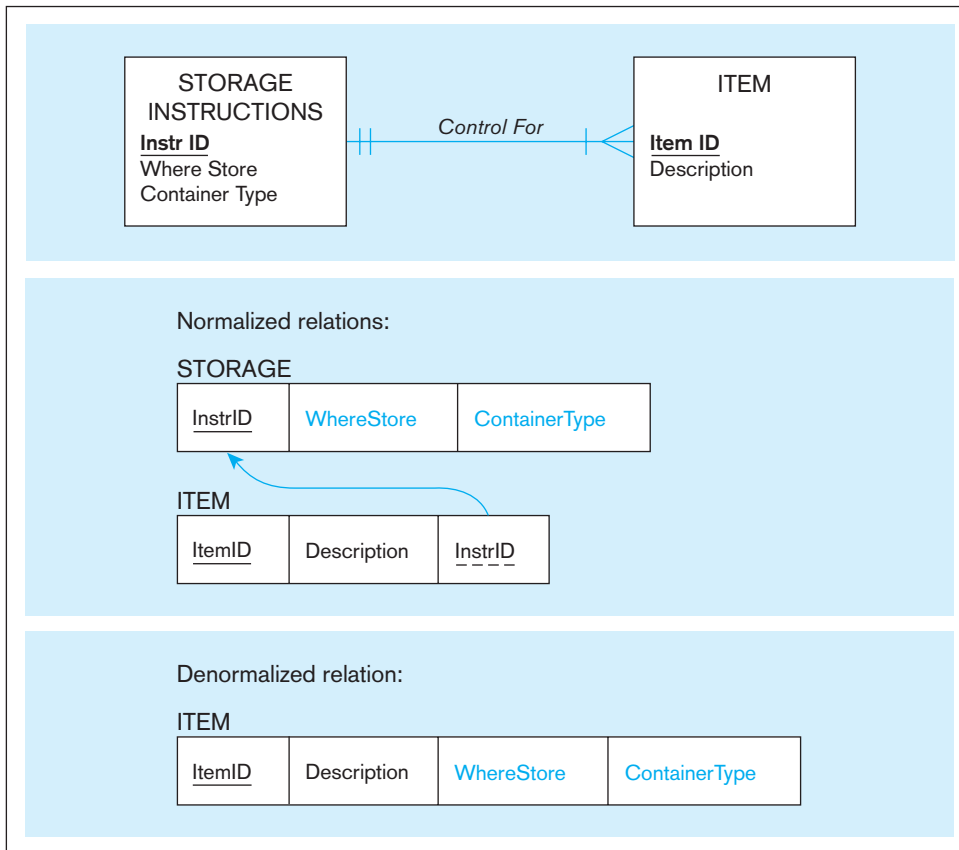 STORAGE
INSTRUCTIONS
Instr ID
Where Store
Container Type
Control For
ITEM
Item ID
Description
Normalized relations:
STORAGE
InstrID WhereStore ContainerType
ITEM
ItemID Description InstrID
Denormalized relation:
ITEM
ItemID Description WhereStore ContainerType